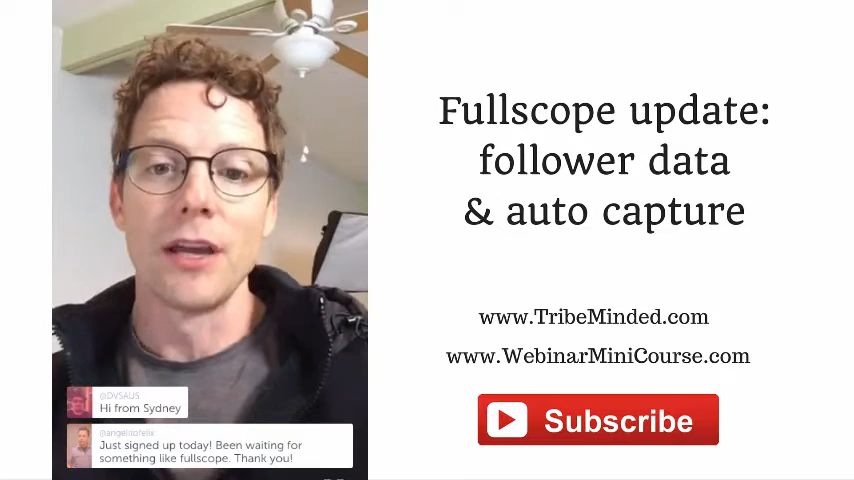 Fullscope update:
follower data
& auto capture
www.TribeMinded.com
www.WebinarMiniCourse.com
Subscribe
@DVSAUS
Hi from Sydney
@angeldofelix
Just signed up today! Been waiting for
something like fullscope. Thank you!